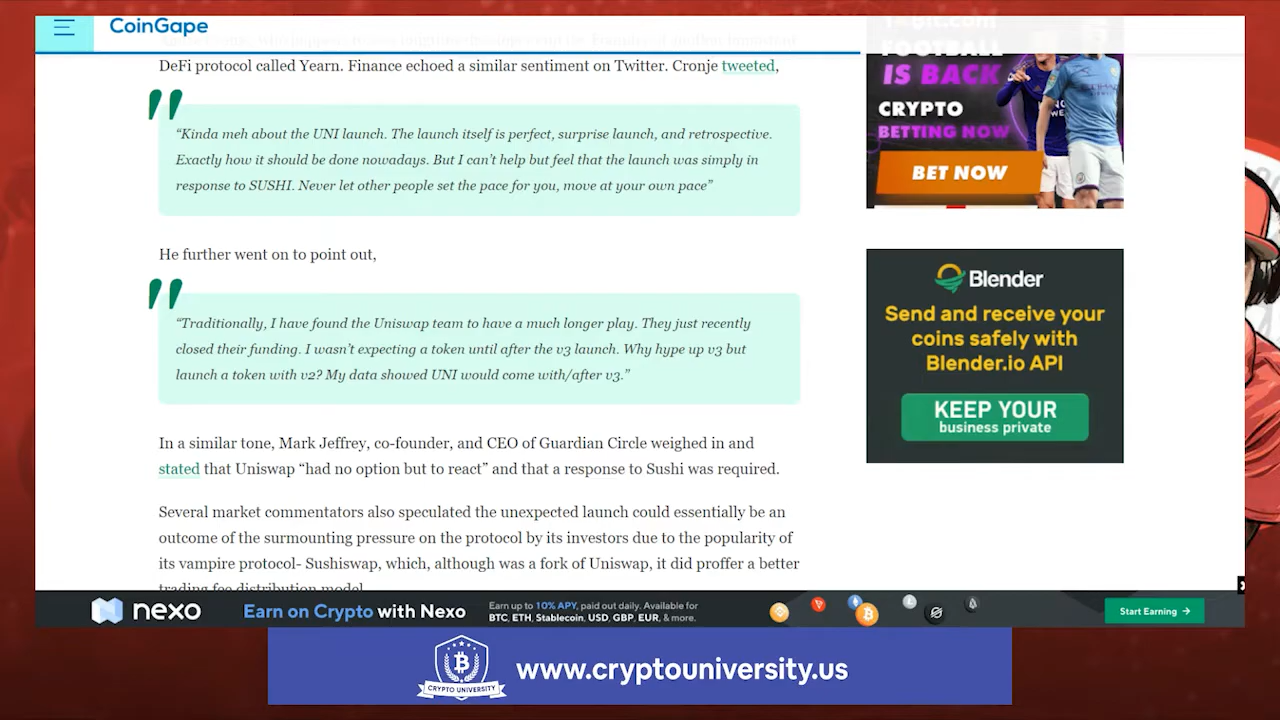 CoinGape
DeFi protocol called Yearn. Finance echoed a similar sentiment on Twitter. Cronje tweeted,
“Kinda meh about the UNI launch. The launch itself is perfect, surprise launch, and retrospective.
Exactly how it should be done nowadays. But I can’t help but feel that the launch was simply in
response to SUSHI. Never let other people set the pace for you, move at your own pace”
He further went on to point out,
“Traditionally, I have found the Uniswap team to have a much longer play. They just recently
closed their funding. I wasn’t expecting a token until after the v3 launch. Why hype up v3 but
launch a token with v2? My data showed UNI would come with/after v3.”
In a similar tone, Mark Jeffrey, co-founder, and CEO of Guardian Circle weighed in and
stated that Uniswap “had no option but to react” and that a response to Sushi was required.
Several market commentators also speculated the unexpected launch could essentially be an
outcome of the surmounting pressure on the protocol by its investors due to the popularity of
its vampire protocol- Sushiswap, which, although was a fork of Uniswap, it did proffer a better
trading fee distribution model
FOOTBALL
IS BACK
CRYPTO
BETTING NOW
BET NOW
Blender
Send and receive your
coins safely with
Blender.io API
KEEP YOUR
business private
nexo
Earn on Crypto with Nexo
Earn up to 10% APY, paid out daily. Available for
BTC, ETH, Stablecoin, USD, GBP, EUR, & more.
Start Earning →
CRYPTO UNIVERSITY
www.cryptouniversity.us